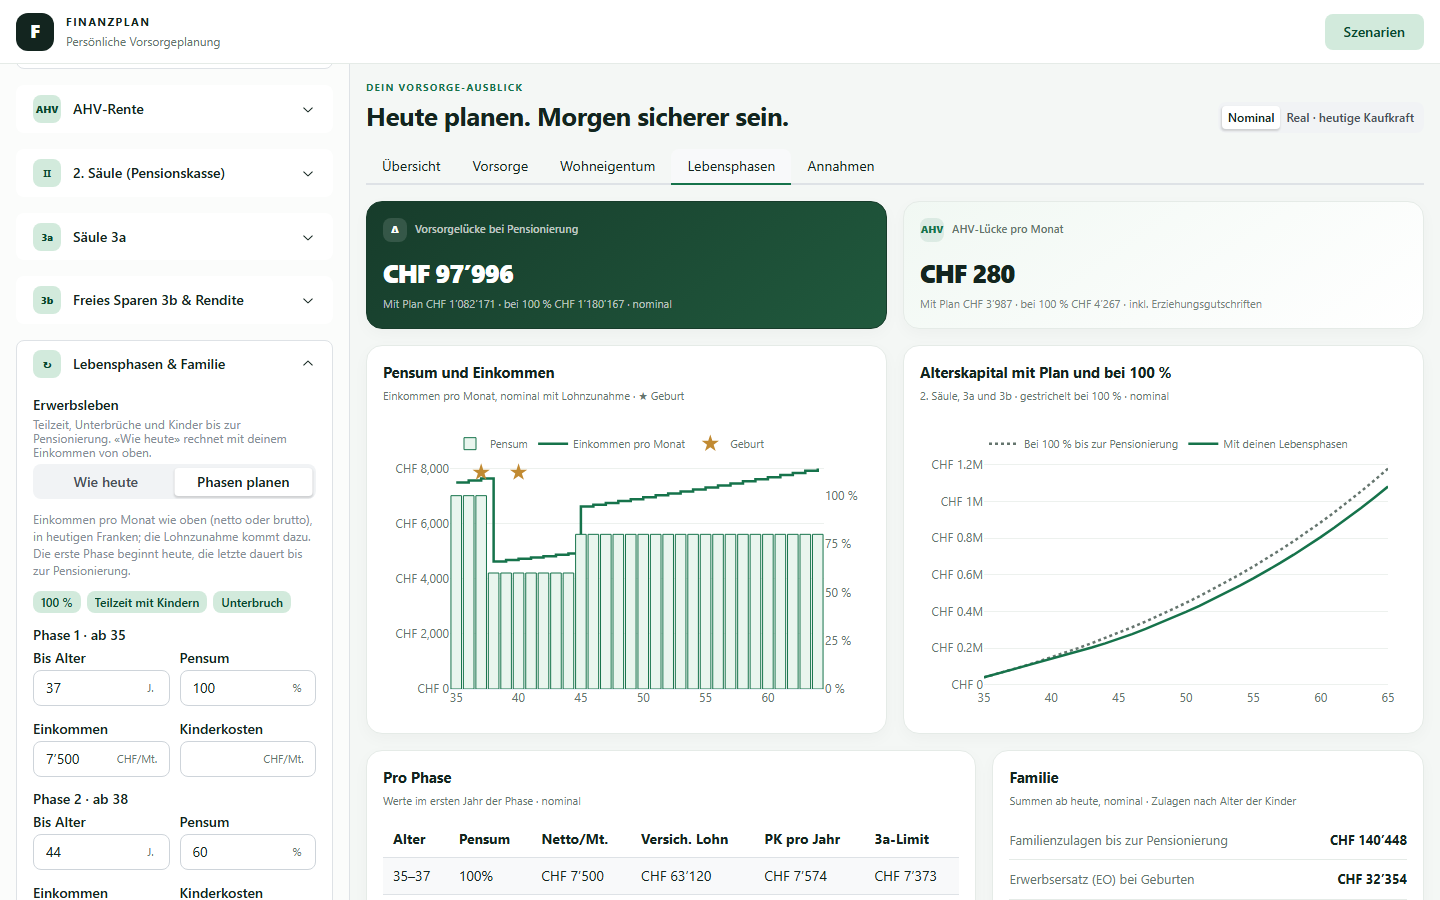 F
FINANZPLAN
Persönliche Vorsorgeplanung
Szenarien
AHV
AHV-Rente
II
2. Säule (Pensionskasse)
3a
Säule 3a
3b
Freies Sparen 3b & Rendite
↻
Lebensphasen & Familie
Erwerbsleben
Teilzeit, Unterbrüche und Kinder bis zur
Pensionierung. «Wie heute» rechnet mit deinem
Einkommen von oben.
Wie heute
Phasen planen
Einkommen pro Monat wie oben (netto oder brutto),
in heutigen Franken; die Lohnzunahme kommt dazu.
Die erste Phase beginnt heute, die letzte dauert bis
zur Pensionierung.
100 %
Teilzeit mit Kindern
Unterbruch
Phase 1 · ab 35
Bis Alter
Pensum
37 J.
100 %
Einkommen
Kinderkosten
7’500 CHF/Mt.
CHF/Mt.
Phase 2 · ab 38
Bis Alter
Pensum
44 J.
60 %
Einkommen
Kinderkosten
DEIN VORSORGE-AUSBLICK
Heute planen. Morgen sicherer sein.
Nominal
Real · heutige Kaufkraft
Übersicht
Vorsorge
Wohneigentum
Lebensphasen
Annahmen
Δ
Vorsorgelücke bei Pensionierung
CHF 97’996
Mit Plan CHF 1’082’171 · bei 100 % CHF 1’180’167 · nominal
AHV
AHV-Lücke pro Monat
CHF 280
Mit Plan CHF 3’987 · bei 100 % CHF 4’267 · inkl. Erziehungsgutschriften
Pensum und Einkommen
Einkommen pro Monat, nominal mit Lohnzunahme · ★ Geburt
Pensum
Einkommen pro Monat
Geburt
CHF 8,000
CHF 6,000
CHF 4,000
CHF 2,000
CHF 0
100 %
75 %
50 %
25 %
0 %
35 40 45 50 55 60
Alterskapital mit Plan und bei 100 %
2. Säule, 3a und 3b · gestrichelt bei 100 % · nominal
Bei 100 % bis zur Pensionierung
Mit deinen Lebensphasen
CHF 1.2M
CHF 1M
CHF 0.8M
CHF 0.6M
CHF 0.4M
CHF 0.2M
CHF 0
35 40 45 50 55 60 65
Pro Phase
Werte im ersten Jahr der Phase · nominal
Alter Pensum Netto/Mt. Versich. Lohn PK pro Jahr 3a-Limit
35–37 100% CHF 7’500 CHF 63’120 CHF 7’574 CHF 7’373
Familie
Summen ab heute, nominal · Zulagen nach Alter der Kinder
Familienzulagen bis zur Pensionierung CHF 140’448
Erwerbsersatz (EO) bei Geburten CHF 32’354